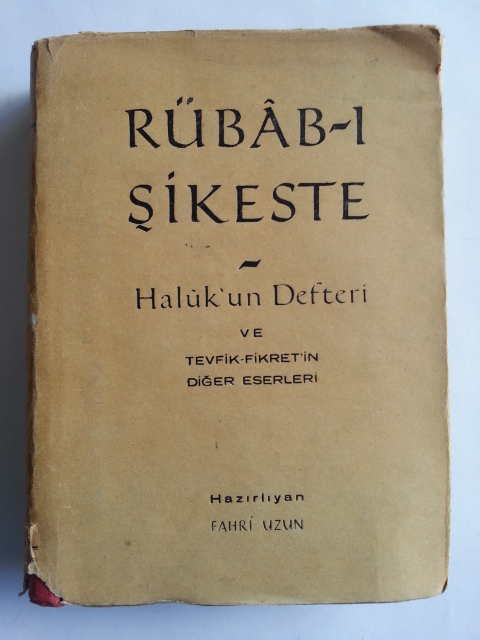 RÜBÂB-I
ŞİKESTE
-
Halûk'un Defteri
VE
TEVFİK-FİKRET'İN
DİĞER ESERLERİ
Hazırlıyan
FAHRİ UZUN